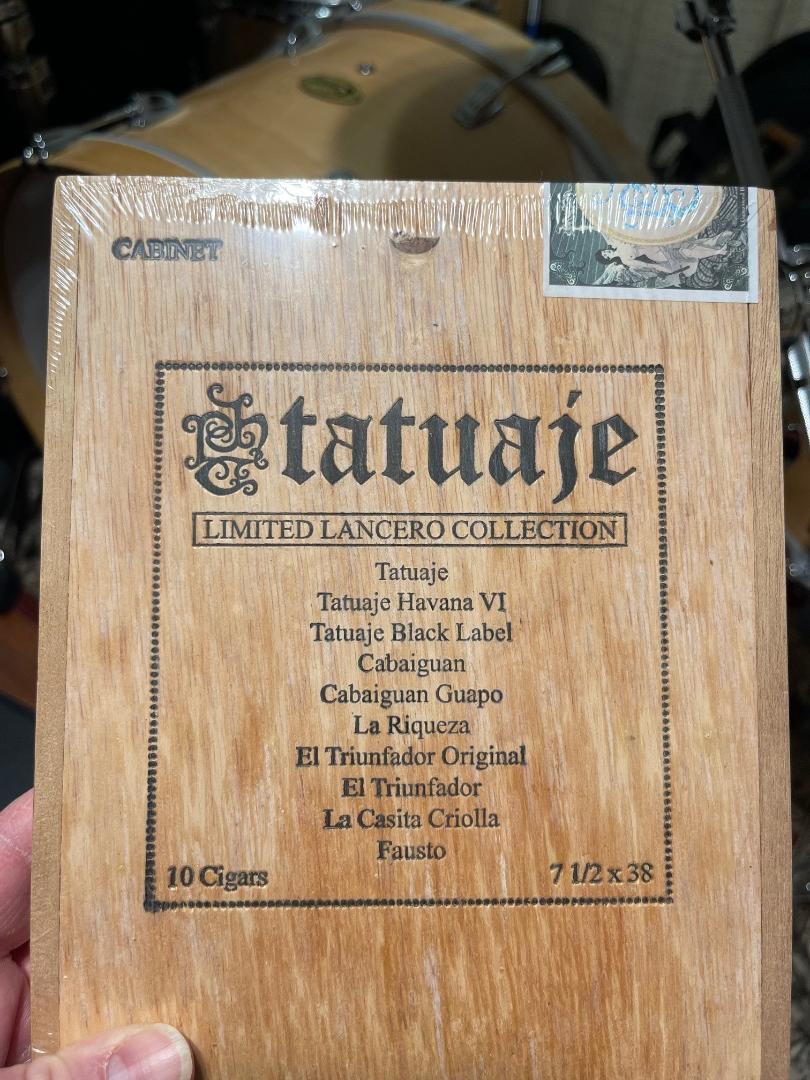 CABINET
tatuaje
LIMITED LANCERO COLLECTION
Tatuaje
Tatuaje Havana VI
Tatuaje Black Label
Cabaiguan
Cabaiguan Guapo
La Riqueza
El Triunfador Original
El Triunfador
La Casita Criolla
Fausto
10 Cigars
7 1/2 x 38